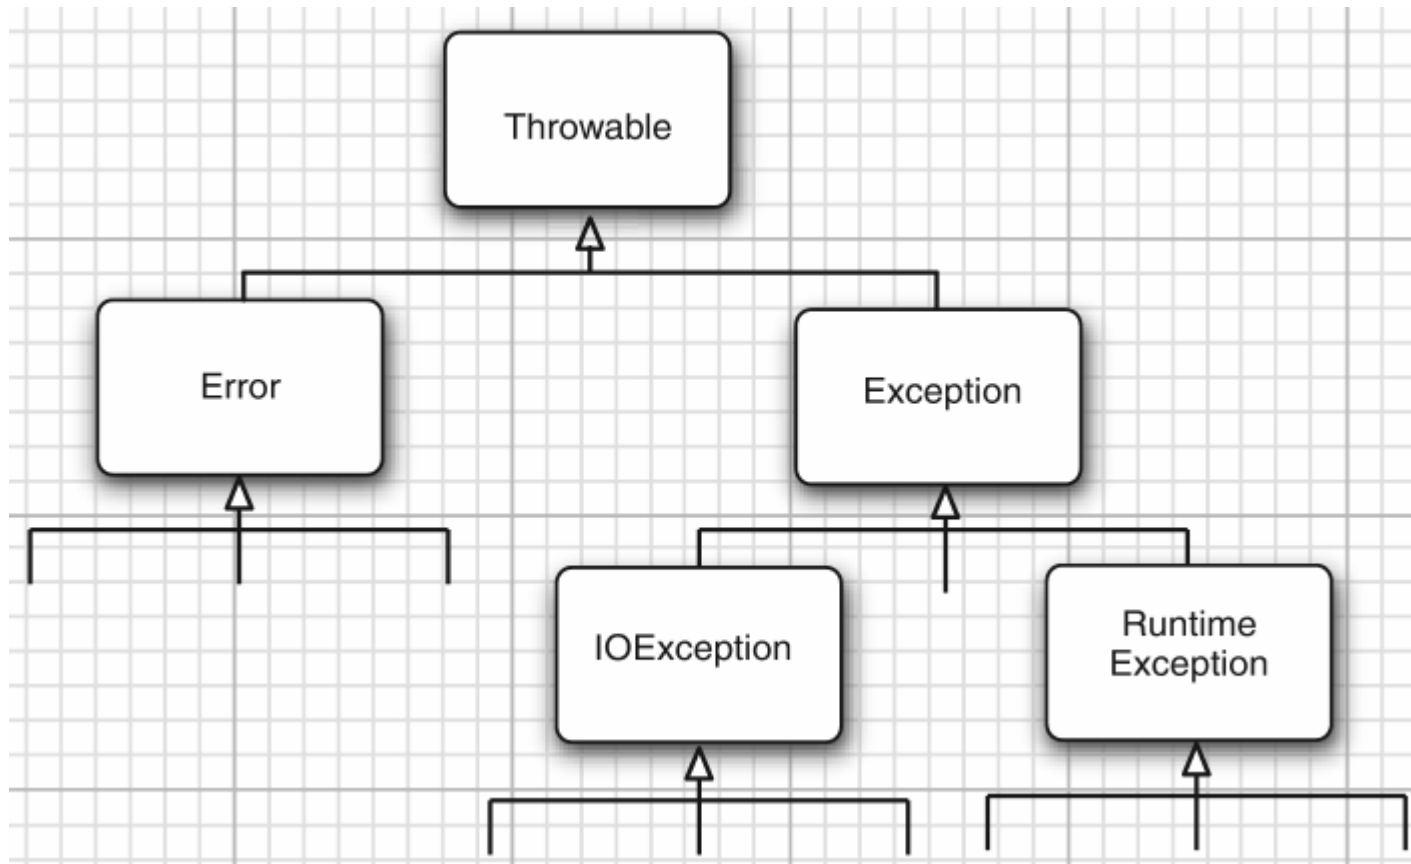 Throwable
Error
Exception
IOException
Runtime
Exception